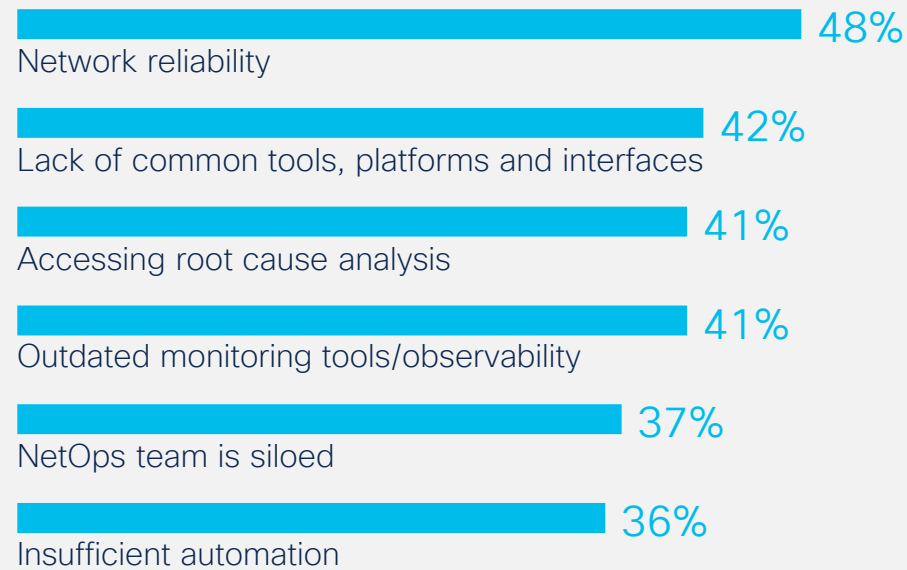 48%
Network reliability
42%
Lack of common tools, platforms and interfaces
41%
Accessing root cause analysis
41%
Outdated monitoring tools/observability
37%
NetOps team is siloed
36%
Insufficient automation